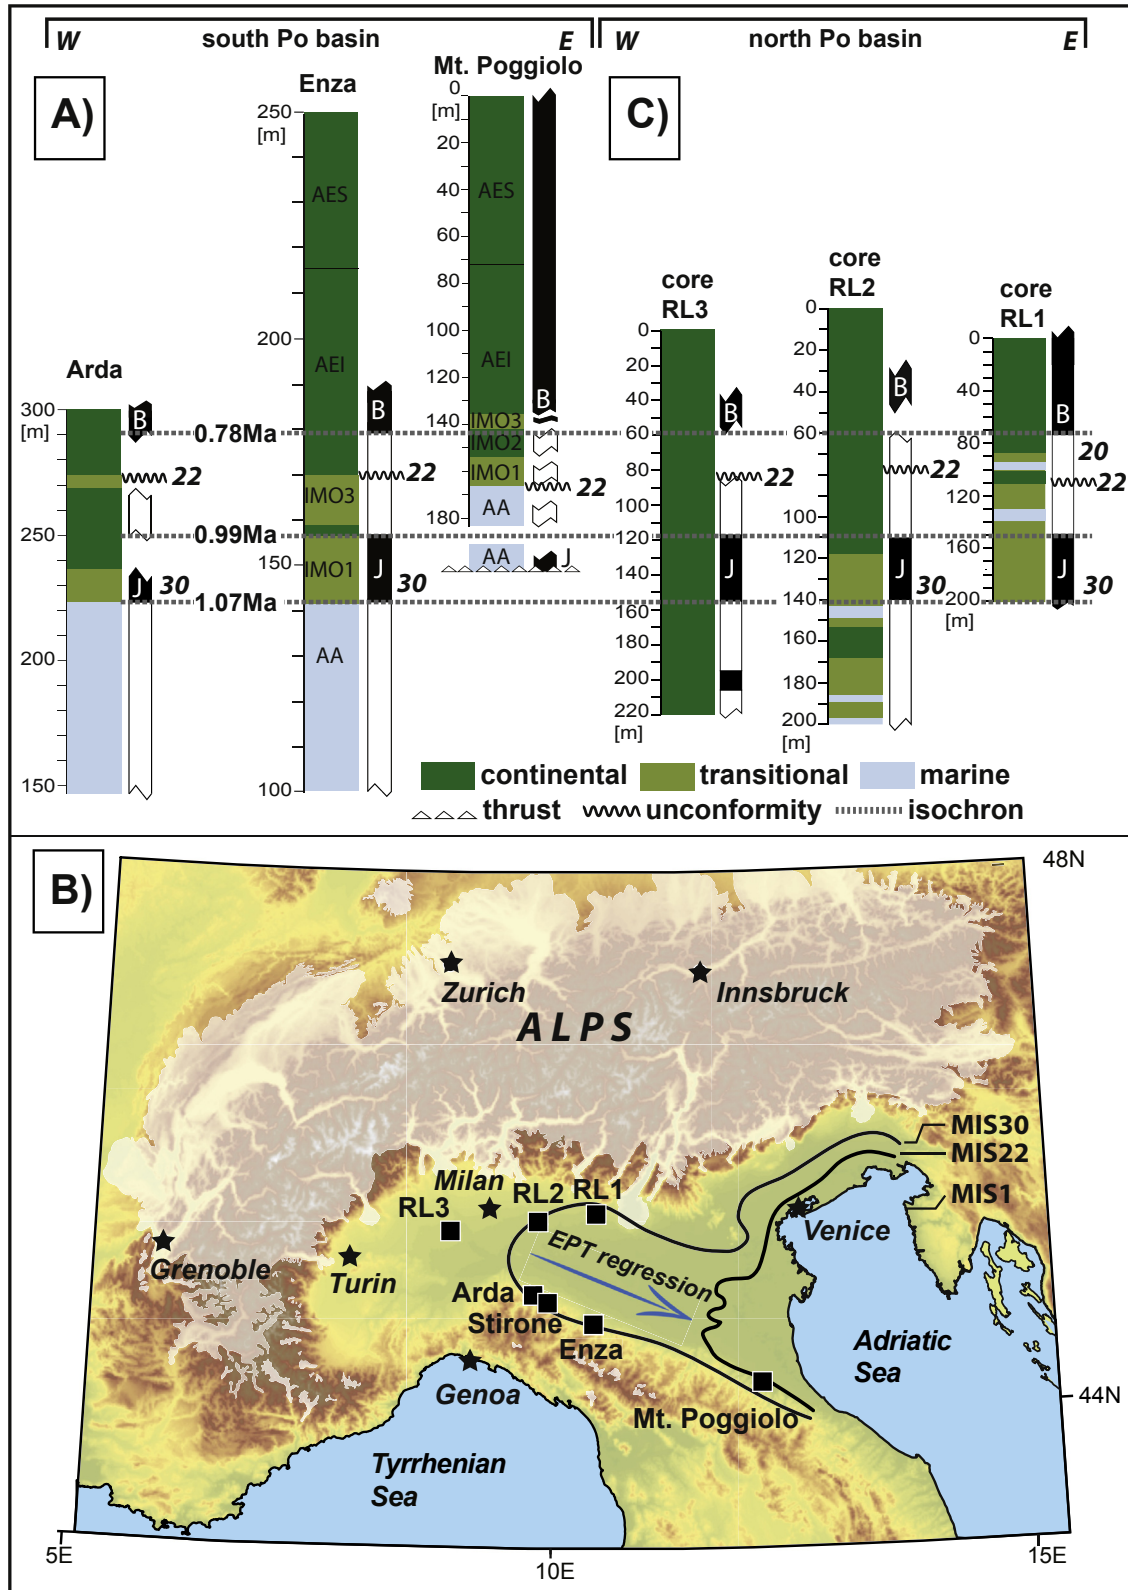 W south Po basin E W north Po basin E
A)
C)
Enza
Mt. Poggiolo
Arda
core
RL3
core
RL2
core
RL1
300
[m]
250
200
150
B
J
22
30
250
[m]
200
150
100
AES
AEI
IMO3
IMO1
AA
B
J
22
30
0
[m]
20
40
60
80
100
120
140
180
AES
AEI
IMO3
IMO2
IMO1
AA
AA
B
J
22
0.78Ma
0.99Ma
1.07Ma
0
20
40
60
80
100
120
140
160
180
200
220
[m]
B
J
22
0
20
40
60
80
100
120
140
160
180
200
[m]
B
J
22
30
0
40
60
80
110
120
160
200
[m]
B
J
20
22
30
continental transitional marine
thrust unconformity isochron
B)
48N
Zurich
Innsbruck
ALPS
MIS30
MIS22
MIS1
Milan
RL3
RL2
RL1
Venice
Grenoble
Turin
EPT regression
Arda
Stirone
Enza
Adriatic
Sea
Genoa
Mt. Poggiolo
44N
Tyrrhenian
Sea
5E
10E
15E